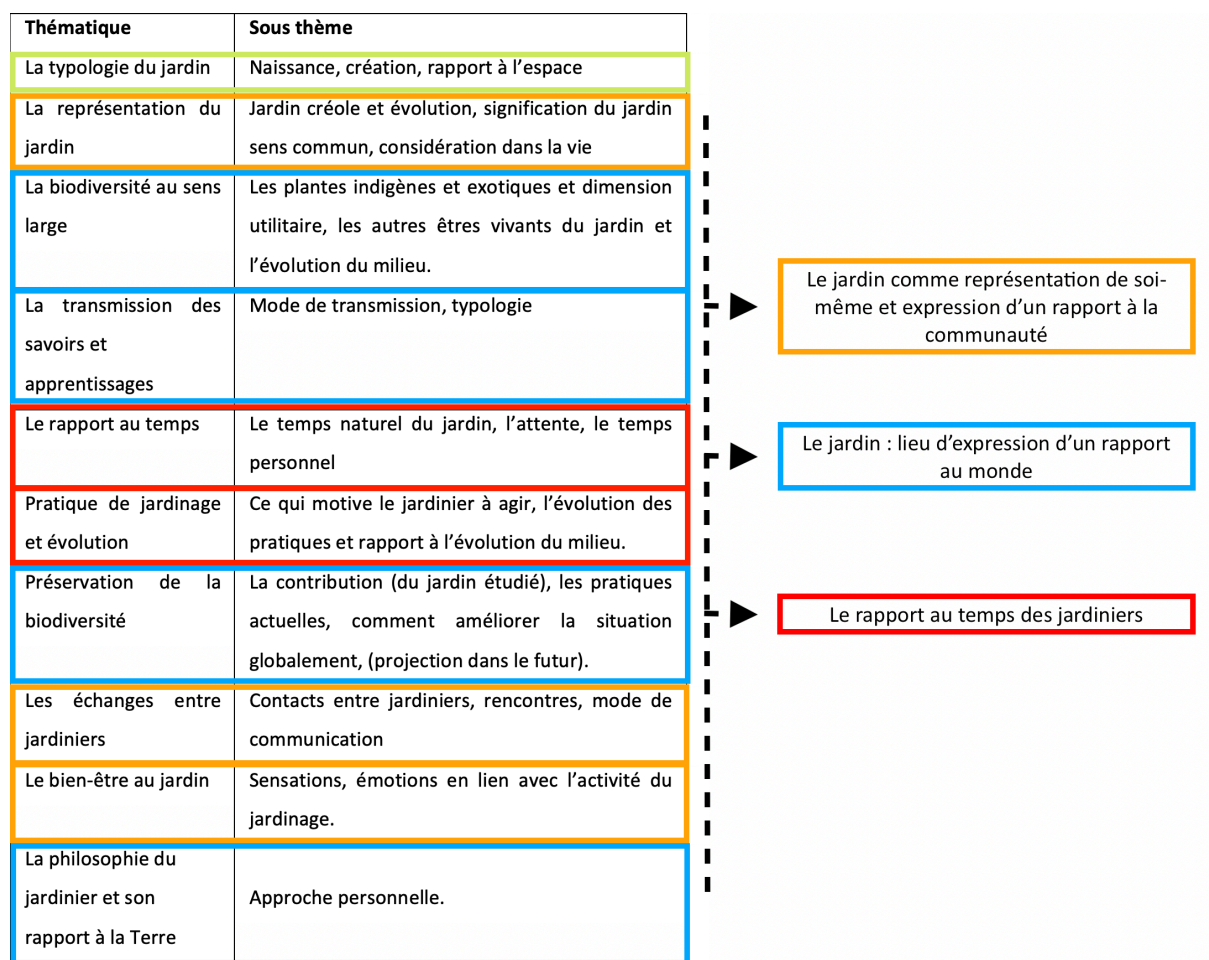 Thématique
Sous thème
La typologie du jardin
Naissance, création, rapport à l'espace
La représentation du
jardin
Jardin créole et évolution, signification du jardin
sens commun, considération dans la vie
La biodiversité au sens
large
Les plantes indigènes et exotiques et dimension
utilitaire, les autres êtres vivants du jardin et
l'évolution du milieu.
La transmission des
savoirs et
apprentissages
Mode de transmission, typologie
Le rapport au temps
Le temps naturel du jardin, l'attente, le temps
personnel
Pratique de jardinage
et évolution
Ce qui motive le jardinier à agir, l'évolution des
pratiques et rapport à l'évolution du milieu.
Préservation de la
biodiversité
La contribution (du jardin étudié), les pratiques
actuelles, comment améliorer la situation
globalement, (projection dans le futur).
Les échanges entre
jardiniers
Contacts entre jardiniers, rencontres, mode de
communication
Le bien-être au jardin
Sensations, émotions en lien avec l'activité du
jardinage.
La philosophie du
jardinier et son
rapport à la Terre
Approche personnelle.
Le jardin comme représentation de soi-
même et expression d'un rapport à la
communauté
Le jardin : lieu d'expression d'un rapport
au monde
Le rapport au temps des jardiniers